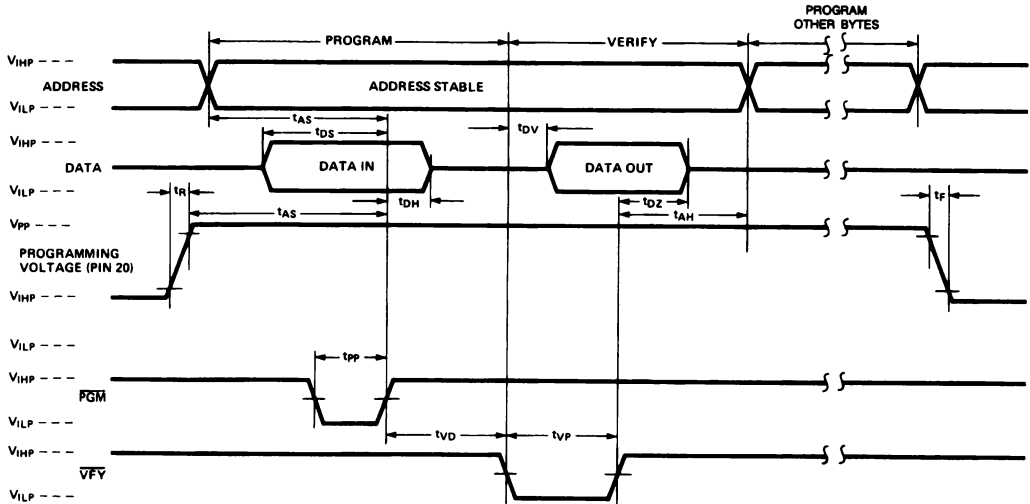 PROGRAM
OTHER BYTES
PROGRAM
VERIFY
VIHP
ADDRESS
ADDRESS STABLE
VILP
tAS
tDS
tDV
VIHP
DATA
DATA IN
DATA OUT
VILP
tR
tDH
tDZ
tF
tAS
tAH
VPP
PROGRAMMING
VOLTAGE (PIN 20)
VIHP
VILP
tPP
VIHP
PGM
VILP
tVD
tVP
VIHP
VFY
VILP